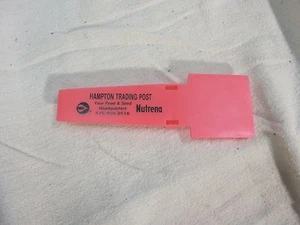 HAMPTON TRADING POST
Your Feed & Seed
Headquarters
Nutrena